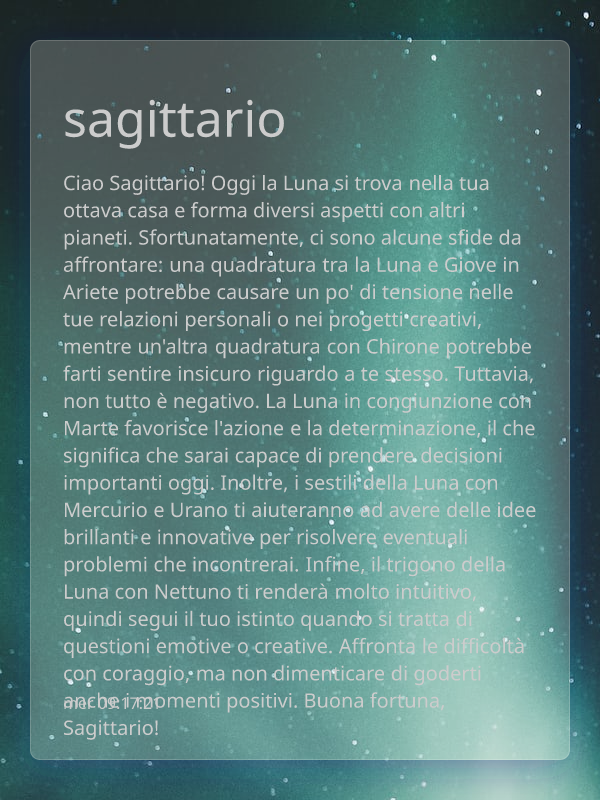 sagittario
Ciao Sagittario! Oggi la Luna si trova nella tua
ottava casa e forma diversi aspetti con altri
pianeti. Sfortunatamente, ci sono alcune sfide da
affrontare: una quadratura tra la Luna e Giove in
Ariete potrebbe causare un po' di tensione nelle
tue relazioni personali o nei progetti creativi,
mentre un'altra quadratura con Chirone potrebbe
farti sentire insicuro riguardo a te stesso. Tuttavia,
non tutto è negativo. La Luna in congiunzione con
Marte favorisce l'azione e la determinazione, il che
significa che sarai capace di prendere decisioni
importanti oggi. Inoltre, i sestili della Luna con
Mercurio e Urano ti aiuteranno ad avere delle idee
brillanti e innovative per risolvere eventuali
problemi che incontrerai. Infine, il trigono della
Luna con Nettuno ti renderà molto intuitivo,
quindi segui il tuo istinto quando si tratta di
questioni emotive o creative. Affronta le difficoltà
con coraggio, ma non dimenticare di goderti
anche i momenti positivi. Buona fortuna,
Sagittario!